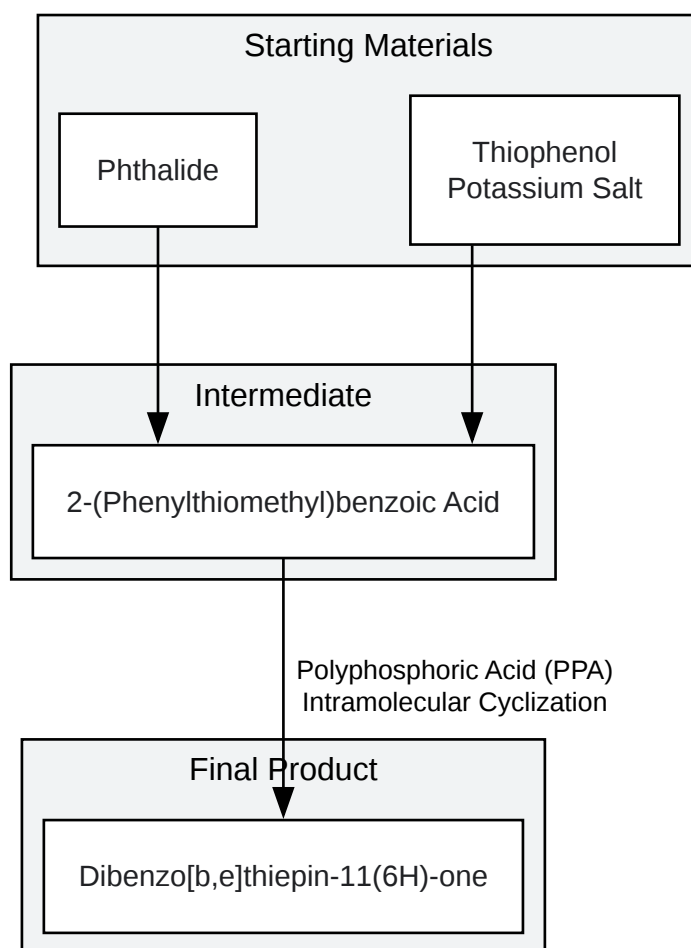 Starting Materials
Phthalide
Thiophenol
Potassium Salt
Intermediate
2-(Phenylthiomethyl)benzoic Acid
Polyphosphoric Acid (PPA)
Intramolecular Cyclization
Final Product
Dibenzo[b,e]thiepin-11(6H)-one